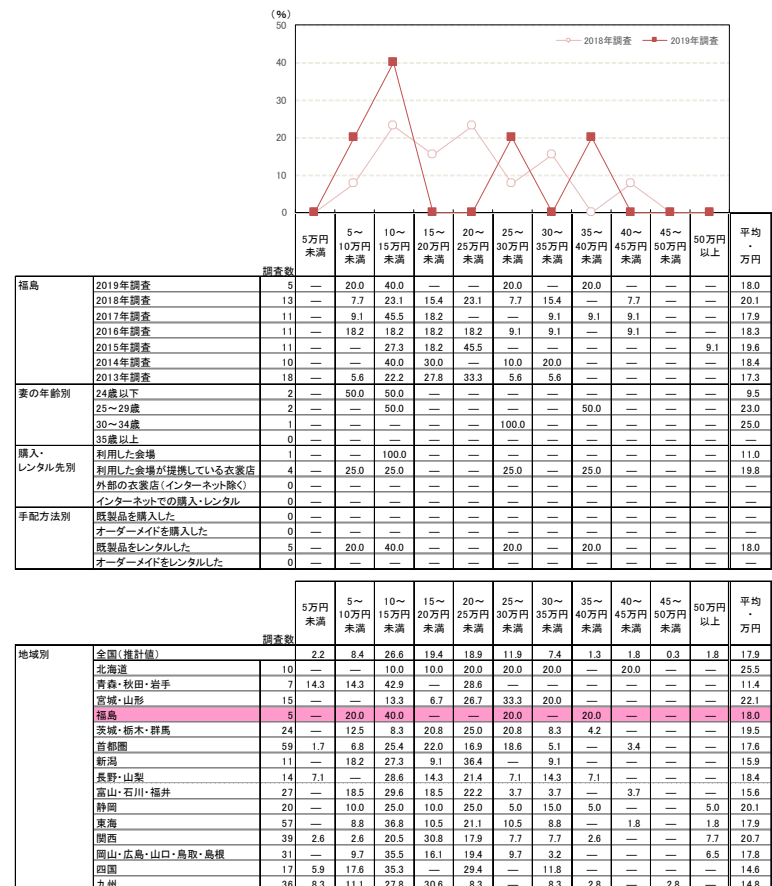 (%)
50
40
30
20
10
0
2018年調査 2019年調査
調査数 5万円未満 5～10万円未満 10～15万円未満 15～20万円未満 20～25万円未満 25～30万円未満 30～35万円未満 35～40万円未満 40～45万円未満 45～50万円未満 50万円以上 平均・万円
福島 2019年調査 5 — 20.0 40.0 — — 20.0 — 20.0 — — — 18.0
2018年調査 13 — 7.7 23.1 15.4 23.1 7.7 15.4 — 7.7 — — 20.1
2017年調査 11 — 9.1 45.5 18.2 — — 9.1 9.1 9.1 — — 17.9
2016年調査 11 — 18.2 18.2 18.2 18.2 9.1 9.1 — 9.1 — — 18.3
2015年調査 11 — — 27.3 18.2 45.5 — — — — — 9.1 19.6
2014年調査 10 — — 40.0 30.0 — 10.0 20.0 — — — — 18.4
2013年調査 18 — 5.6 22.2 27.8 33.3 5.6 5.6 — — — — 17.3
妻の年齢別 24歳以下 2 — 50.0 50.0 — — — — — — — — 9.5
25～29歳 2 — — 50.0 — — — — 50.0 — — — 23.0
30～34歳 1 — — — — — 100.0 — — — — — 25.0
35歳以上 0 — — — — — — — — — — — —
購入・レンタル先別 利用した会場 1 — — 100.0 — — — — — — — — 11.0
利用した会場が提携している衣裳店 4 — 25.0 25.0 — — 25.0 — 25.0 — — — 19.8
外部の衣裳店(インターネット除く) 0 — — — — — — — — — — — —
インターネットでの購入・レンタル 0 — — — — — — — — — — — —
手配方法別 既製品を購入した 0 — — — — — — — — — — — —
オーダーメイドを購入した 0 — — — — — — — — — — — —
既製品をレンタルした 5 — 20.0 40.0 — — 20.0 — 20.0 — — — 18.0
オーダーメイドをレンタルした 0 — — — — — — — — — — — —
調査数 5万円未満 5～10万円未満 10～15万円未満 15～20万円未満 20～25万円未満 25～30万円未満 30～35万円未満 35～40万円未満 40～45万円未満 45～50万円未満 50万円以上 平均・万円
地域別 全国(推計値) 2.2 8.4 26.6 19.4 18.9 11.9 7.4 1.3 1.8 0.3 1.8 17.9
北海道 10 — — 10.0 10.0 20.0 20.0 20.0 — 20.0 — — 25.5
青森・秋田・岩手 7 14.3 14.3 42.9 — 28.6 — — — — — — 11.4
宮城・山形 15 — — 13.3 6.7 26.7 33.3 20.0 — — — — 22.1
福島 5 — 20.0 40.0 — — 20.0 — 20.0 — — — 18.0
茨城・栃木・群馬 24 — 12.5 8.3 20.8 25.0 20.8 8.3 4.2 — — — 19.5
首都圏 59 1.7 6.8 25.4 22.0 16.9 18.6 5.1 — 3.4 — — 17.6
新潟 11 — 18.2 27.3 9.1 36.4 — 9.1 — — — — 15.9
長野・山梨 14 7.1 — 28.6 14.3 21.4 7.1 14.3 7.1 — — — 18.4
富山・石川・福井 27 — 18.5 29.6 18.5 22.2 3.7 3.7 — 3.7 — — 15.6
静岡 20 — 10.0 25.0 10.0 25.0 5.0 15.0 5.0 — — 5.0 20.1
東海 57 — 8.8 36.8 10.5 21.1 10.5 8.8 — 1.8 — 1.8 17.9
関西 39 2.6 2.6 20.5 30.8 17.9 7.7 7.7 2.6 — — 7.7 20.7
岡山・広島・山口・鳥取・島根 31 — 9.7 35.5 16.1 19.4 9.7 3.2 — — — 6.5 17.8
四国 17 5.9 17.6 35.3 — 29.4 — 11.8 — — — — 14.6
九州 36 8.3 11.1 27.8 30.6 8.3 — 8.3 2.8 — 2.8 — 14.8